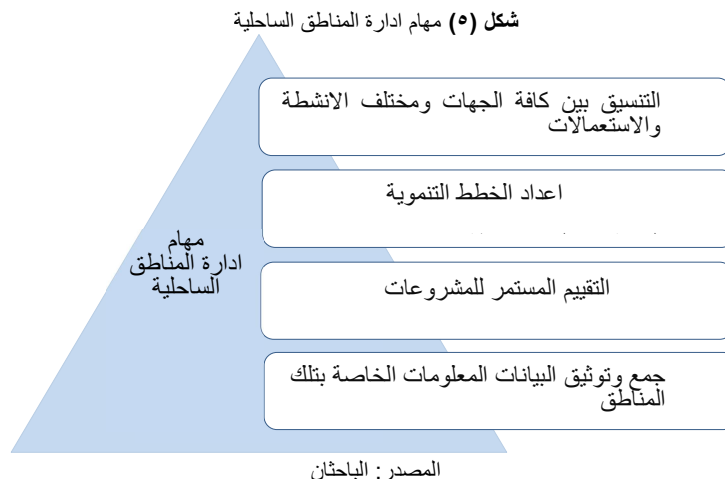 شكل (٥) مهام ادارة المناطق الساحلية
التنسيق بين كافة الجهات ومختلف الانشطة
والاستعمالات
اعداد الخطط التنموية
مهام
ادارة المناطق
الساحلية
التقييم المستمر للمشروعات
جمع وتوثيق البيانات المعلومات الخاصة بتلك
المناطق
المصدر: الباحثان